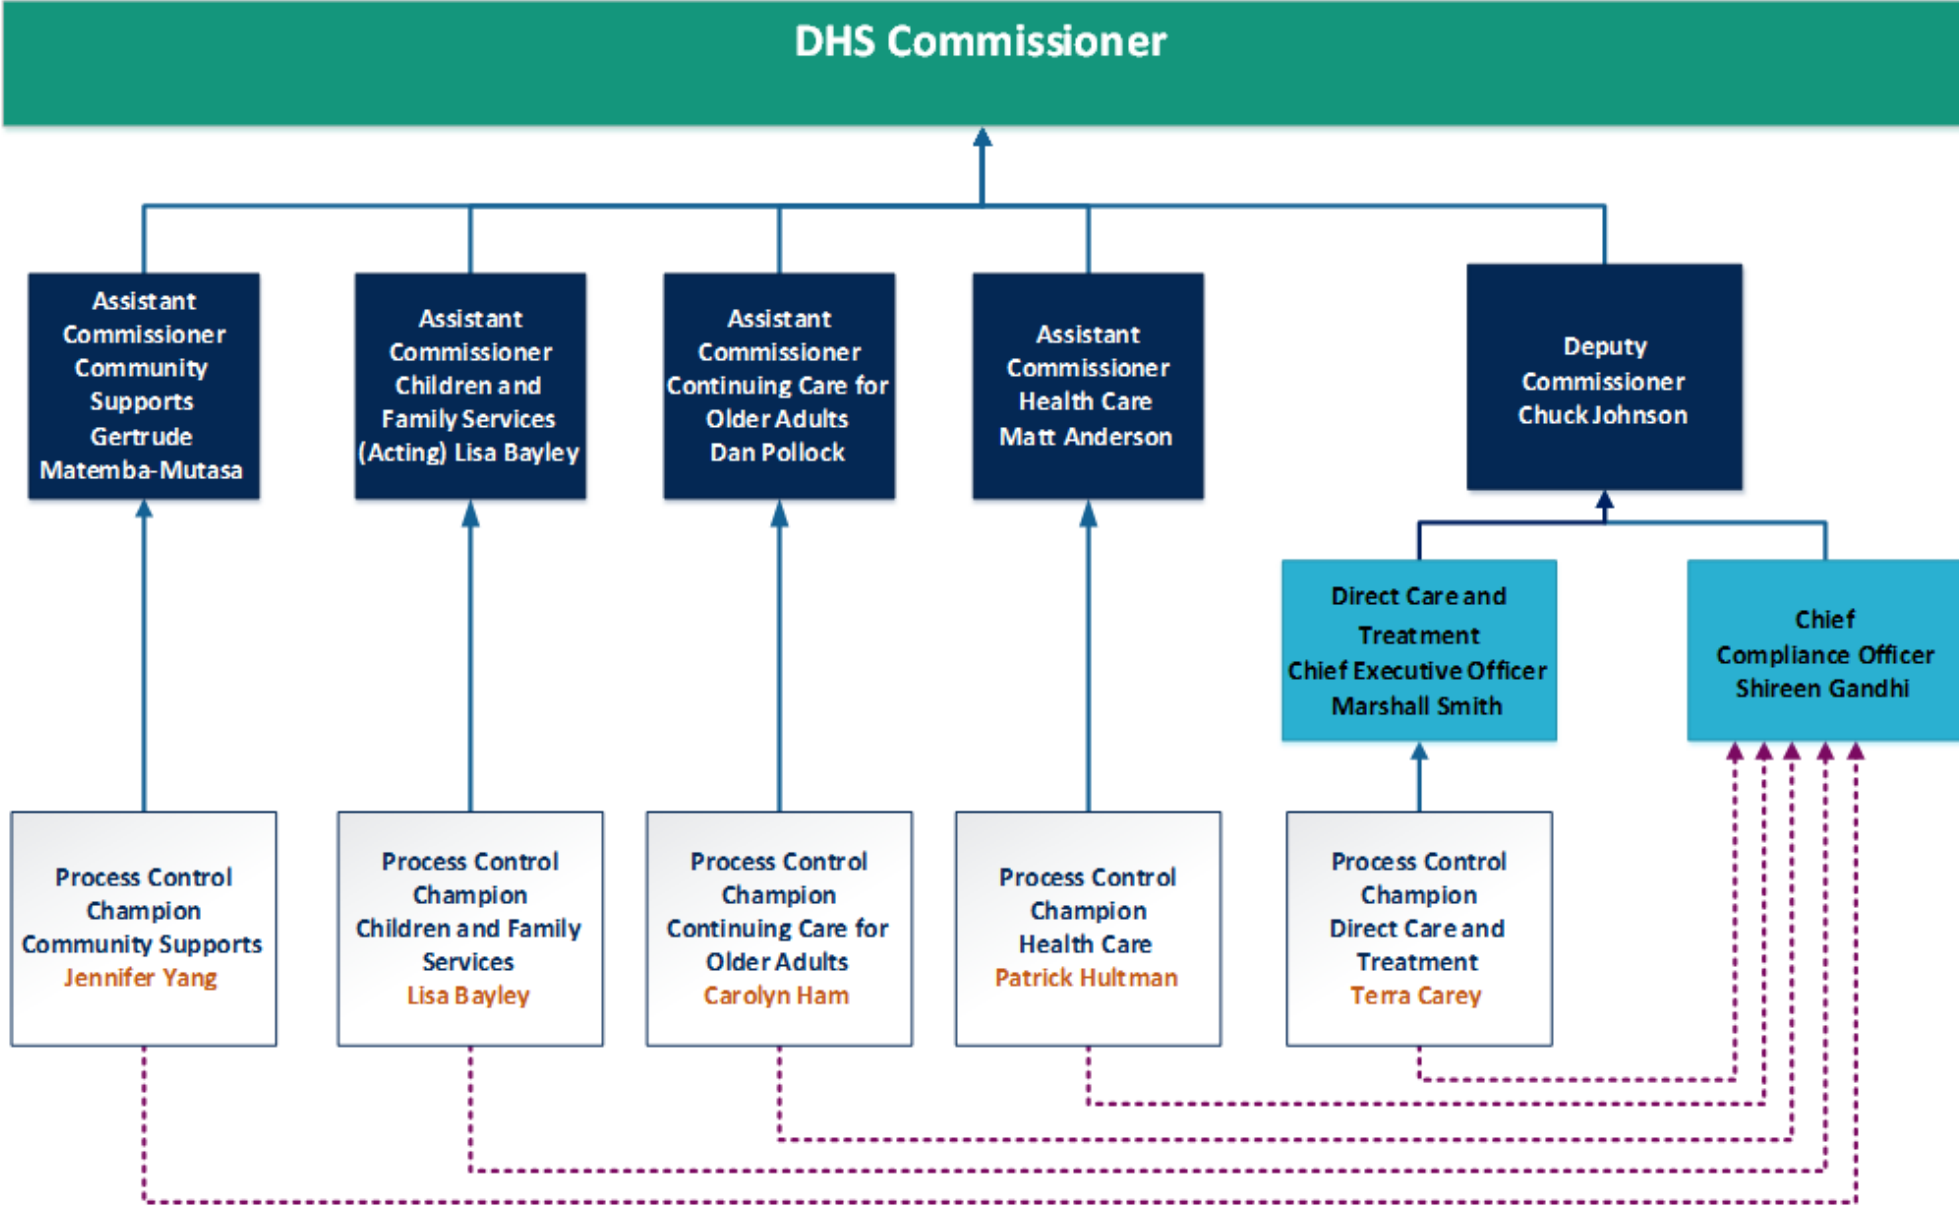 DHS Commissioner
Assistant
Commissioner
Community
Supports
Gertrude
Matemba-Mutasa
Assistant
Commissioner
Children and
Family Services
(Acting) Lisa Bayley
Assistant
Commissioner
Continuing Care for
Older Adults
Dan Pollock
Assistant
Commissioner
Health Care
Matt Anderson
Deputy
Commissioner
Chuck Johnson
Direct Care and
Treatment
Chief Executive Officer
Marshall Smith
Chief
Compliance Officer
Shireen Gandhi
Process Control
Champion
Community Supports
Jennifer Yang
Process Control
Champion
Children and Family
Services
Lisa Bayley
Process Control
Champion
Continuing Care for
Older Adults
Carolyn Ham
Process Control
Champion
Health Care
Patrick Hultman
Process Control
Champion
Direct Care and
Treatment
Terra Carey